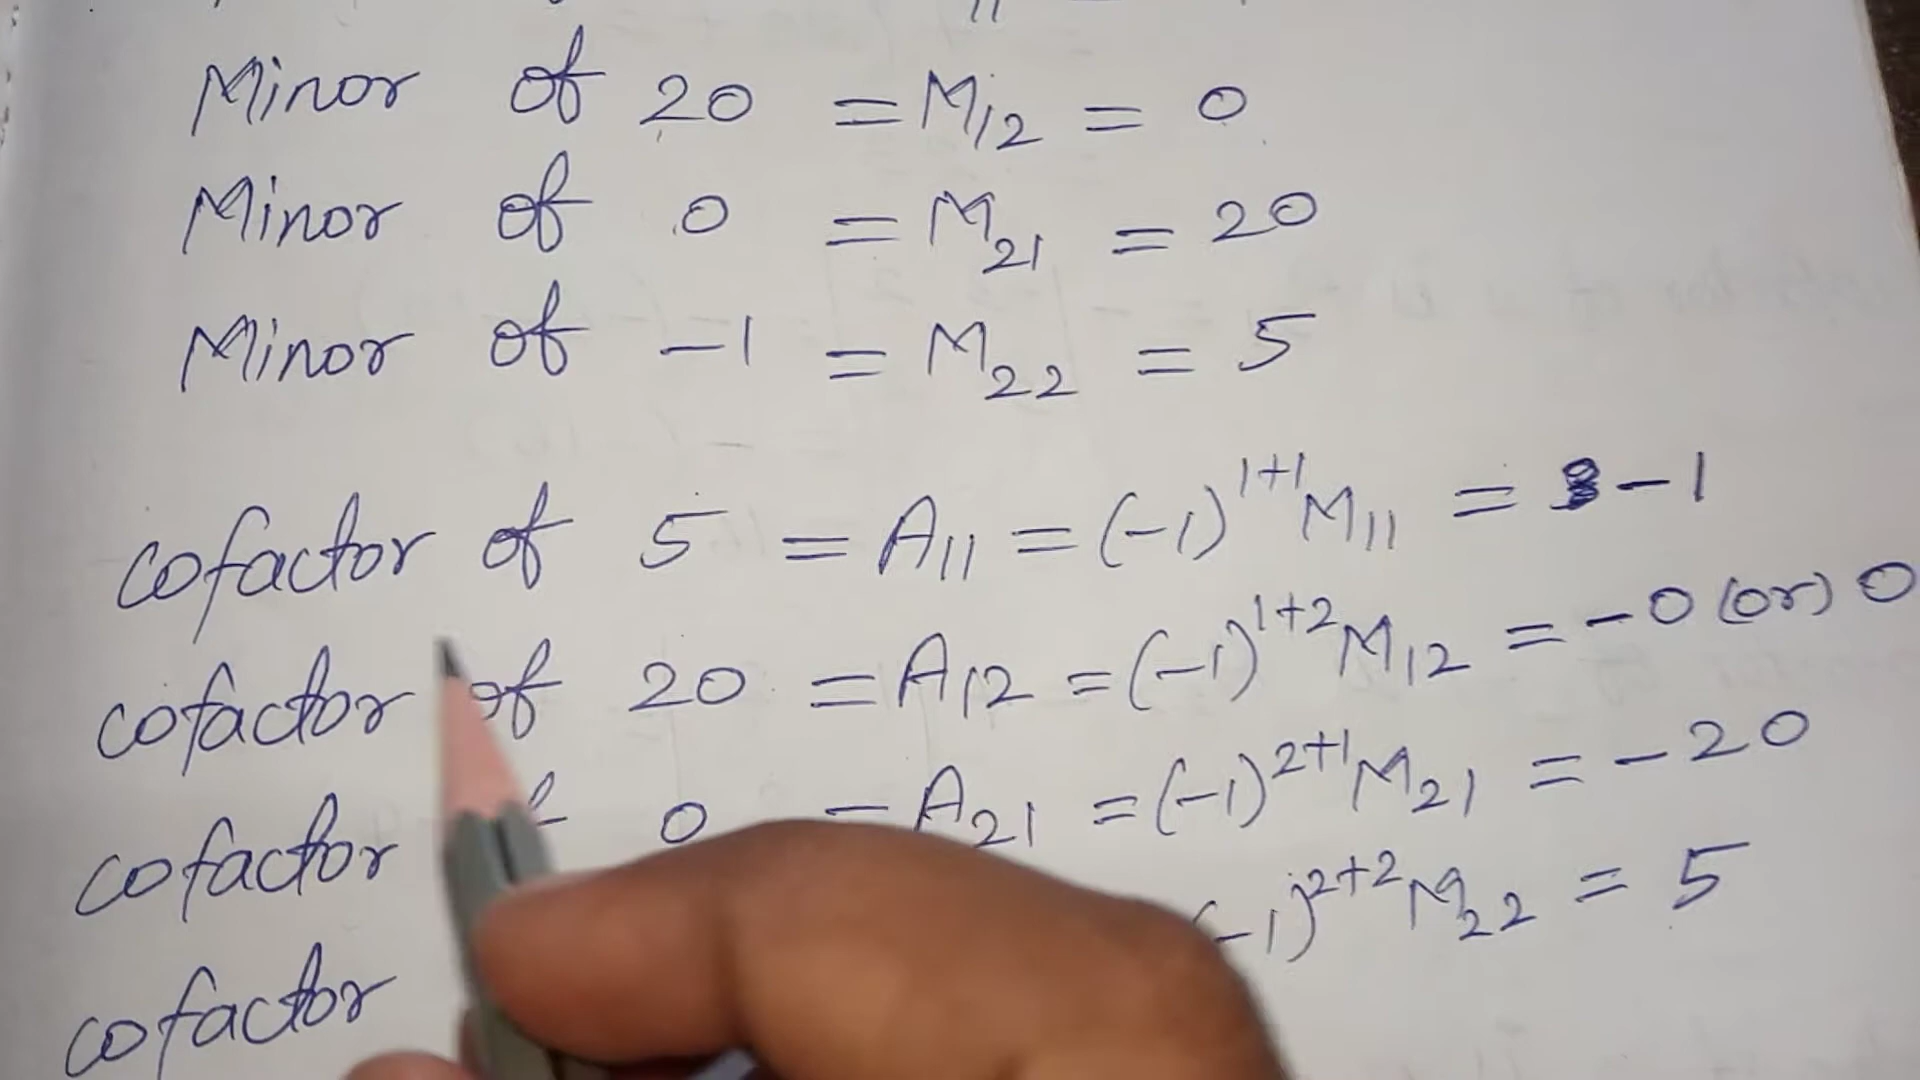 11 =
Minor of 20 = M12 = 0
Minor of 0 = M21 = 20
Minor of -1 = M22 = 5
cofactor of 5 = A11 = (-1)^1+1 M11 = -1
cofactor of 20 = A12 = (-1)^1+2 M12 = -0 (or) 0
cofactor 0 = A21 = (-1)^2+1 M21 = -20
cofactor (-1)^2+2 M22 = 5